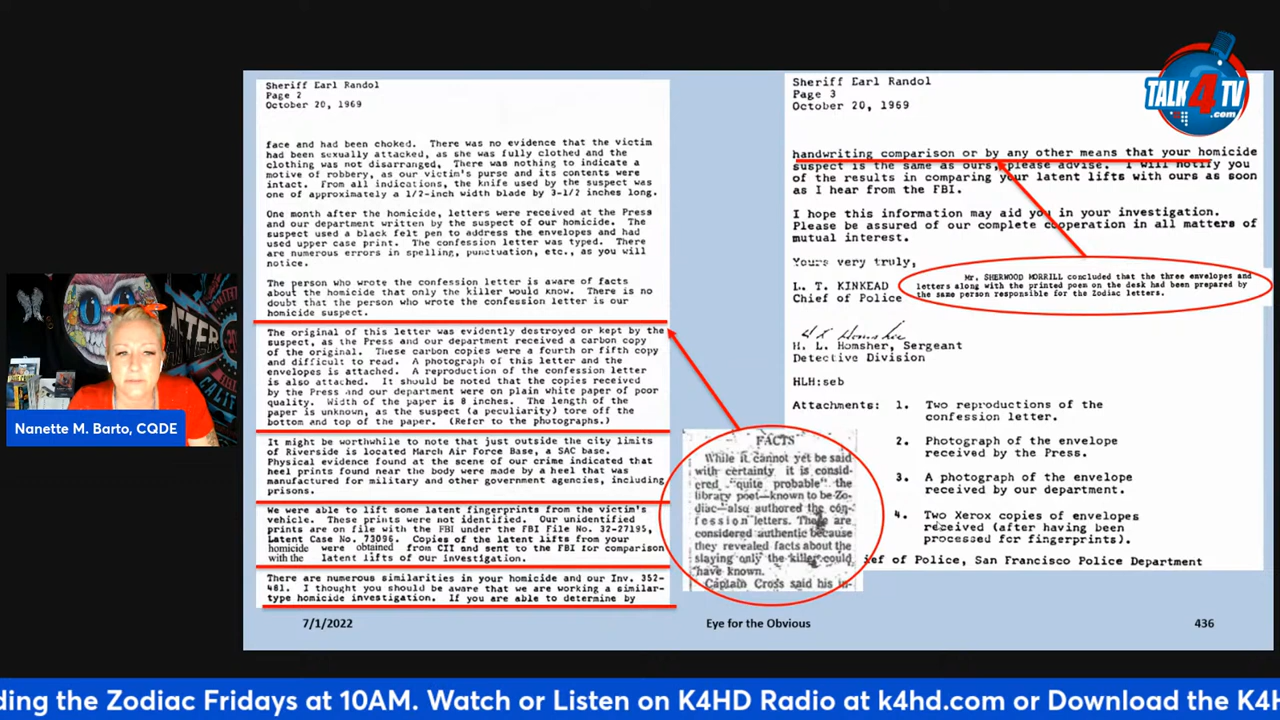 Sheriff Earl Randol
Page 2
October 20, 1969
face and had been choked. There was no evidence that the victim
had been sexually attacked, as she was fully clothed and the
clothing was not disarranged, There was nothing to indicate a
motive of robbery, as our victim's purse and its contents were
intact. From all indications, the knife used by the suspect was
one of approximately a 1/2-inch width blade by 3-1/2 inches long.
One month after the homicide, letters were received at the Press
and our department written by the suspect of our homicide. The
suspect used a black felt pen to address the envelopes and had
used upper case print. The confession letter was typed. There
are numerous errors in spelling, punctuation, etc., as you will
notice.
The person who wrote the confession letter is aware of facts
about the homicide that only the killer would know. There is no
doubt that the person who wrote the confession letter is our
homicide suspect.
The original of this letter was evidently destroyed or kept by the
suspect, as the Press and our department received a carbon copy
of the original. These carbon copies were a fourth or fifth copy
and difficult to read. A photograph of this letter and the
envelopes is attached. A reproduction of the confession letter
is also attached. It should be noted that the copies received
by the Press and our department were on plain white paper of poor
quality. Width of the paper is 8 inches. The length of the
paper is unknown, as the suspect (a peculiarity) tore off the
bottom and top of the paper. (Refer to the photographs.)
It might be worthwhile to note that just outside the city limits
of Riverside is located March Air Force Base, a SAC base.
Physical evidence found at the scene of our crime indicated that
heel prints found near the body were made by a heel that was
manufactured for military and other government agencies, including
prisons.
We were able to lift some latent fingerprints from the victim's
vehicle. These prints were not identified. Our unidentified
prints are on file with the FBI under the FBI File No. 32-27195,
Latent Case No. 73096. Copies of the latent lifts from your
homicide were obtained from CII and sent to the FBI for comparison
with the latent lifts of our investigation.
There are numerous similarities in your homicide and our Inv. 352-
481. I thought you should be aware that we are working a similar-
type homicide investigation. If you are able to determine by
Sheriff Earl Randol
Page 3
October 20, 1969
handwriting comparison or by any other means that your homicide
suspect is the same as ours, please advise. I will notify you
of the results in comparing your latent lifts with ours as soon
as I hear from the FBI.
I hope this information may aid you in your investigation.
Please be assured of our complete cooperation in all matters of
mutual interest.
Yours very truly,
L. T. KINKEAD
Chief of Police
Mr. SHERWOOD MORRILL concluded that the three envelopes and
letters along with the printed poem on the desk had been prepared by
the same person responsible for the Zodiac letters.
H. L. Homsher, Sergeant
Detective Division
HLH:seb
Attachments: 1. Two reproductions of the
confession letter.
2. Photograph of the envelope
received by the Press.
3. A photograph of the envelope
received by our department.
4. Two Xerox copies of envelopes
received (after having been
processed for fingerprints).
ef of Police, San Francisco Police Department
FACTS
While it cannot yet be said
with certainty it is consid-
ered "quite probable" the
library poet—known to be Zo-
diac—also authored the con-
fession letters. These are
considered authentic because
they revealed facts about the
slaying only the killer could
have known.
Captain Cross said his in-
7/1/2022
Eye for the Obvious
436
TALK 4 TV
.com
AFTER
CALIF
Nanette M. Barto, CQDE
ding the Zodiac Fridays at 10AM. Watch or Listen on K4HD Radio at k4hd.com or Download the K4H